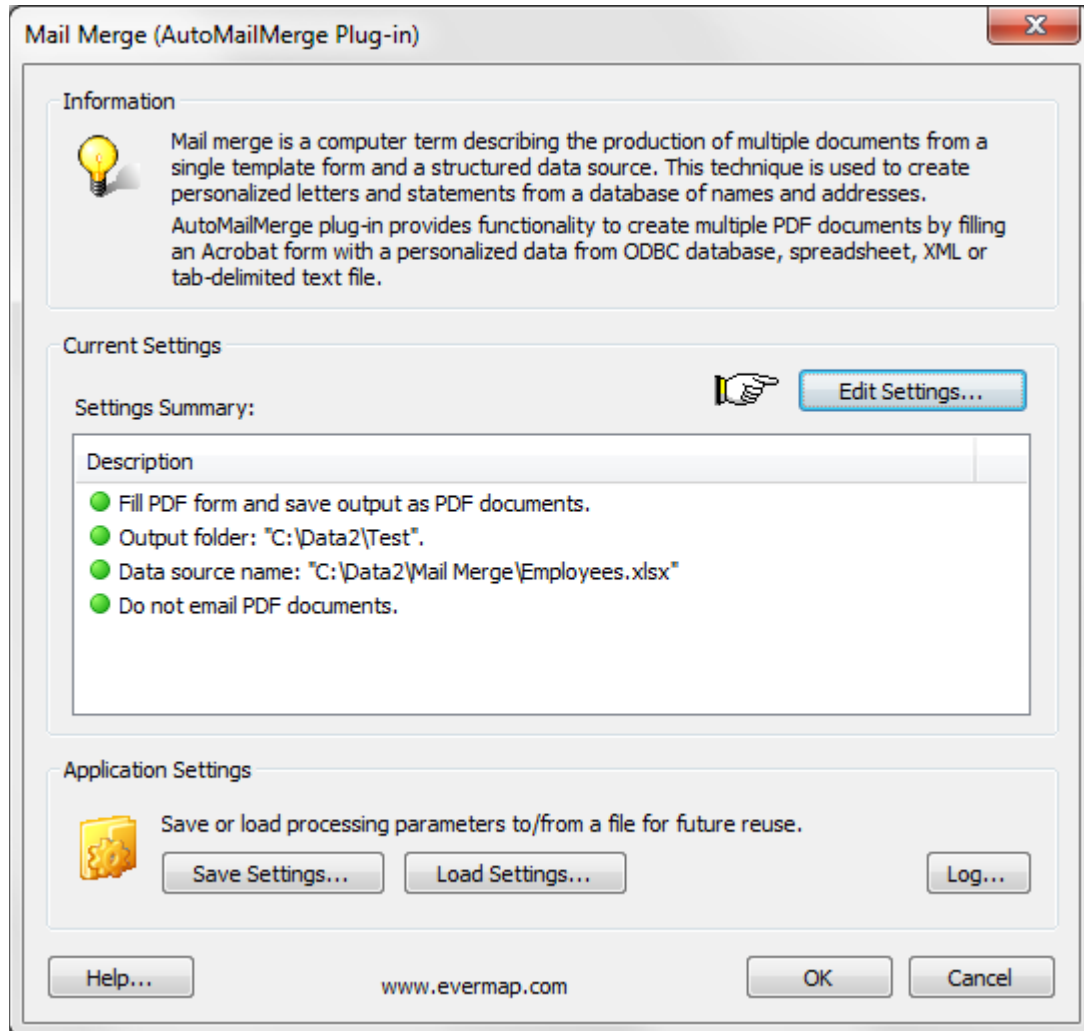 Mail Merge (AutoMailMerge Plug-in)
Information
Mail merge is a computer term describing the production of multiple documents from a
single template form and a structured data source. This technique is used to create
personalized letters and statements from a database of names and addresses.
AutoMailMerge plug-in provides functionality to create multiple PDF documents by filling
an Acrobat form with a personalized data from ODBC database, spreadsheet, XML or
tab-delimited text file.
Current Settings
Edit Settings...
Settings Summary:
Description
Fill PDF form and save output as PDF documents.
Output folder: "C:\Data2\Test".
Data source name: "C:\Data2\Mail Merge\Employees.xlsx"
Do not email PDF documents.
Application Settings
Save or load processing parameters to/from a file for future reuse.
Save Settings... Load Settings... Log...
Help... www.evermap.com OK Cancel